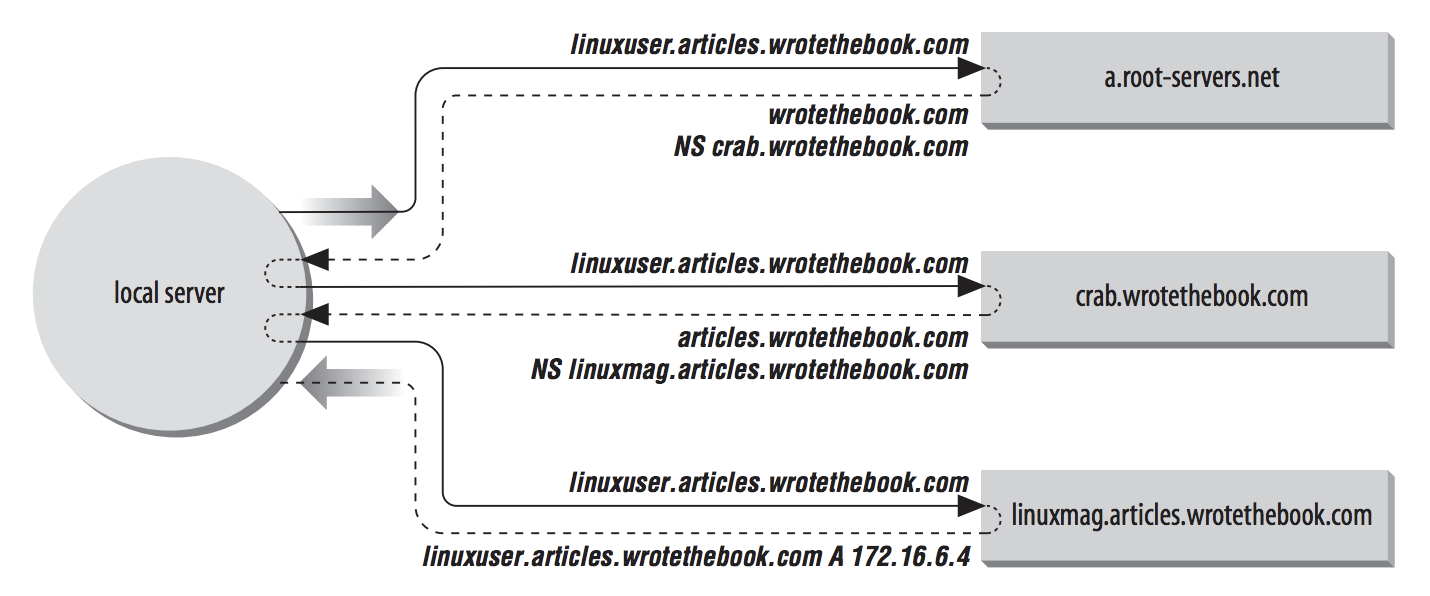 linuxuser.articles.wrotethebook.com
a.root-servers.net
wrotethebook.com
NS crab.wrotethebook.com
linuxuser.articles.wrotethebook.com
local server
crab.wrotethebook.com
articles.wrotethebook.com
NS linuxmag.articles.wrotethebook.com
linuxuser.articles.wrotethebook.com
linuxmag.articles.wrotethebook.com
linuxuser.articles.wrotethebook.com A 172.16.6.4